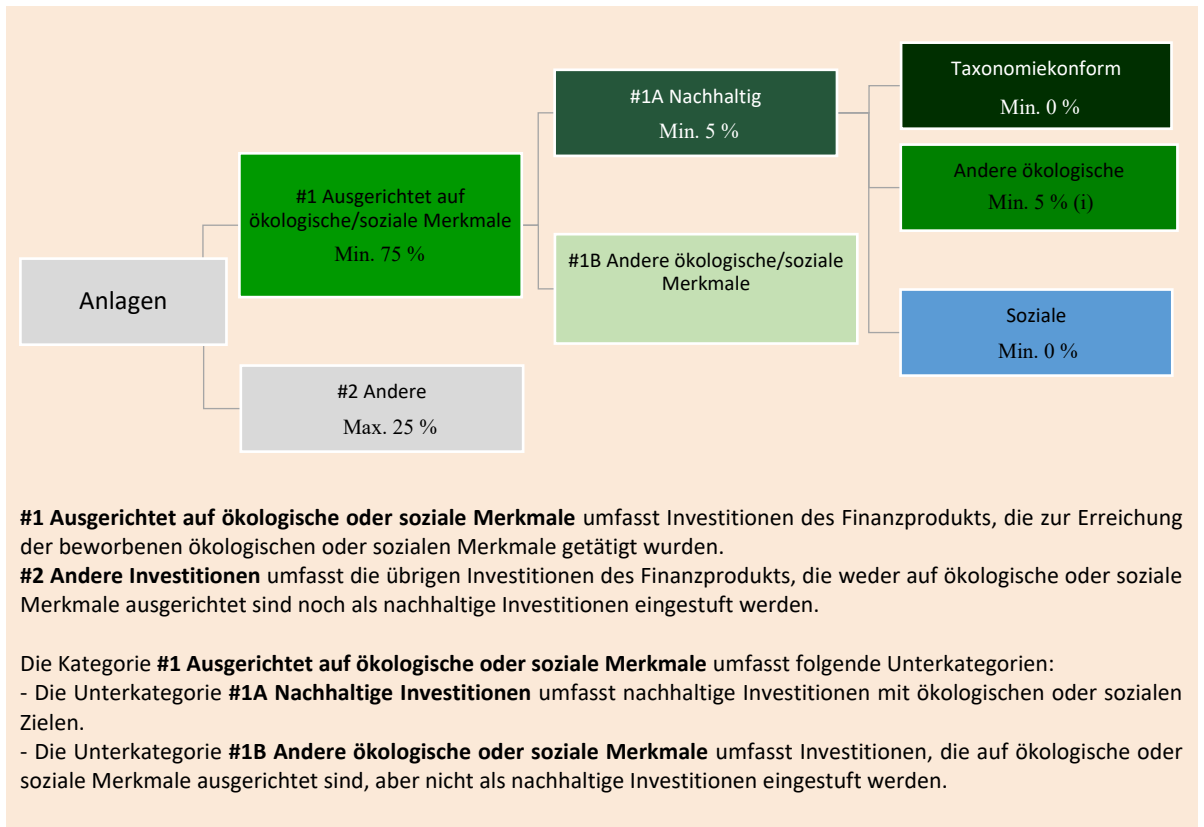 Anlagen
#1 Ausgerichtet auf
ökologische/soziale Merkmale
Min. 75 %
#2 Andere
Max. 25 %
#1A Nachhaltig
Min. 5 %
#1B Andere ökologische/soziale
Merkmale
Taxonomiekonform
Min. 0 %
Andere ökologische
Min. 5 % (i)
Soziale
Min. 0 %
#1 Ausgerichtet auf ökologische oder soziale Merkmale umfasst Investitionen des Finanzprodukts, die zur Erreichung
der beworbenen ökologischen oder sozialen Merkmale getätigt wurden.
#2 Andere Investitionen umfasst die übrigen Investitionen des Finanzprodukts, die weder auf ökologische oder soziale
Merkmale ausgerichtet sind noch als nachhaltige Investitionen eingestuft werden.
Die Kategorie #1 Ausgerichtet auf ökologische oder soziale Merkmale umfasst folgende Unterkategorien:
- Die Unterkategorie #1A Nachhaltige Investitionen umfasst nachhaltige Investitionen mit ökologischen oder sozialen
Zielen.
- Die Unterkategorie #1B Andere ökologische oder soziale Merkmale umfasst Investitionen, die auf ökologische oder
soziale Merkmale ausgerichtet sind, aber nicht als nachhaltige Investitionen eingestuft werden.